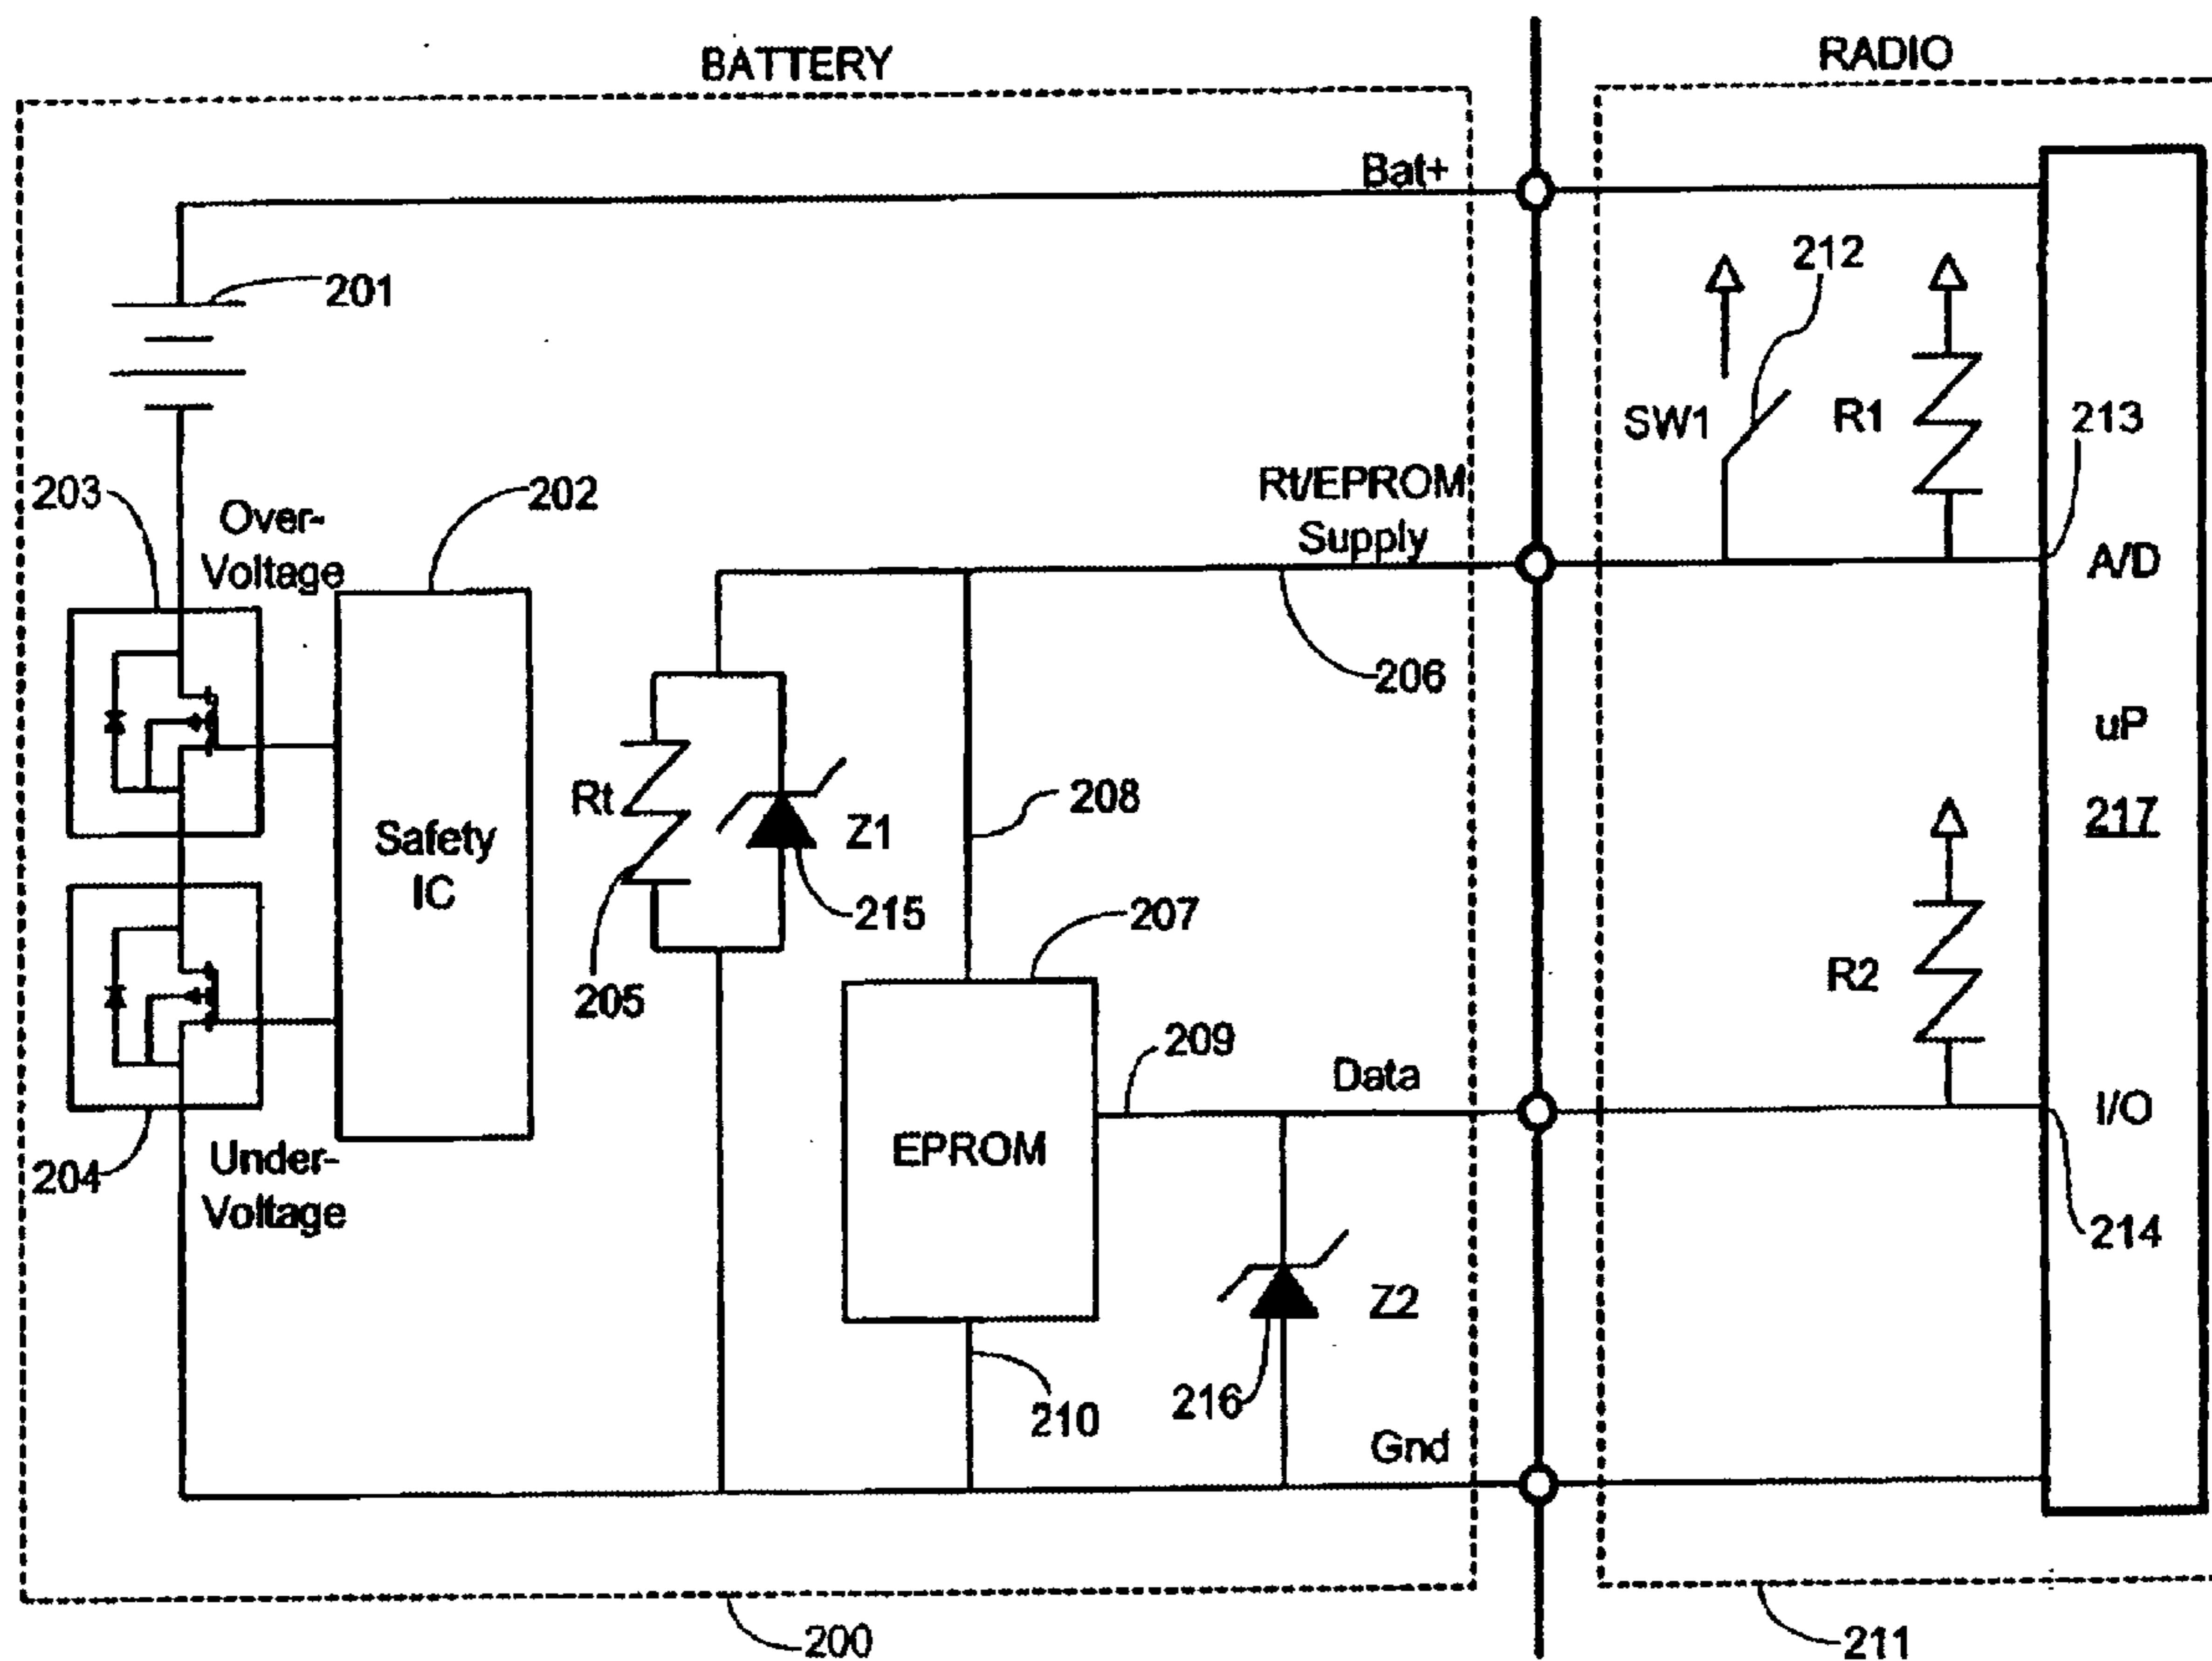 BATTERY
RADIO
Bat+
212
201
SW1
R1
213
203
Over-
Voltage
202
Rt/EPROM
Supply
A/D
206
uP
217
Rt
Z1
208
Safety
IC
215
207
205
R2
209
Data
I/O
EPROM
204
Under-
Voltage
214
Z2
216
210
Gnd
200
211